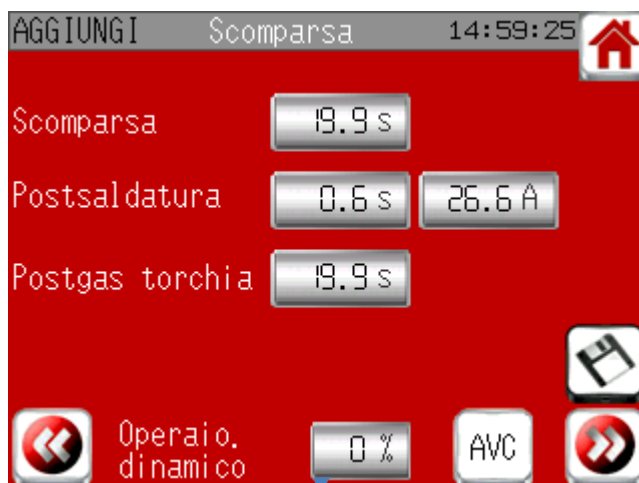 AGGIUNGI Scomparsa 14:59:25
Scomparsa 19.9 s
Postsaldatura 0.6 s 26.6 A
Postgas torchia 19.9 s
Operaio. 0 % AVC
dinamico